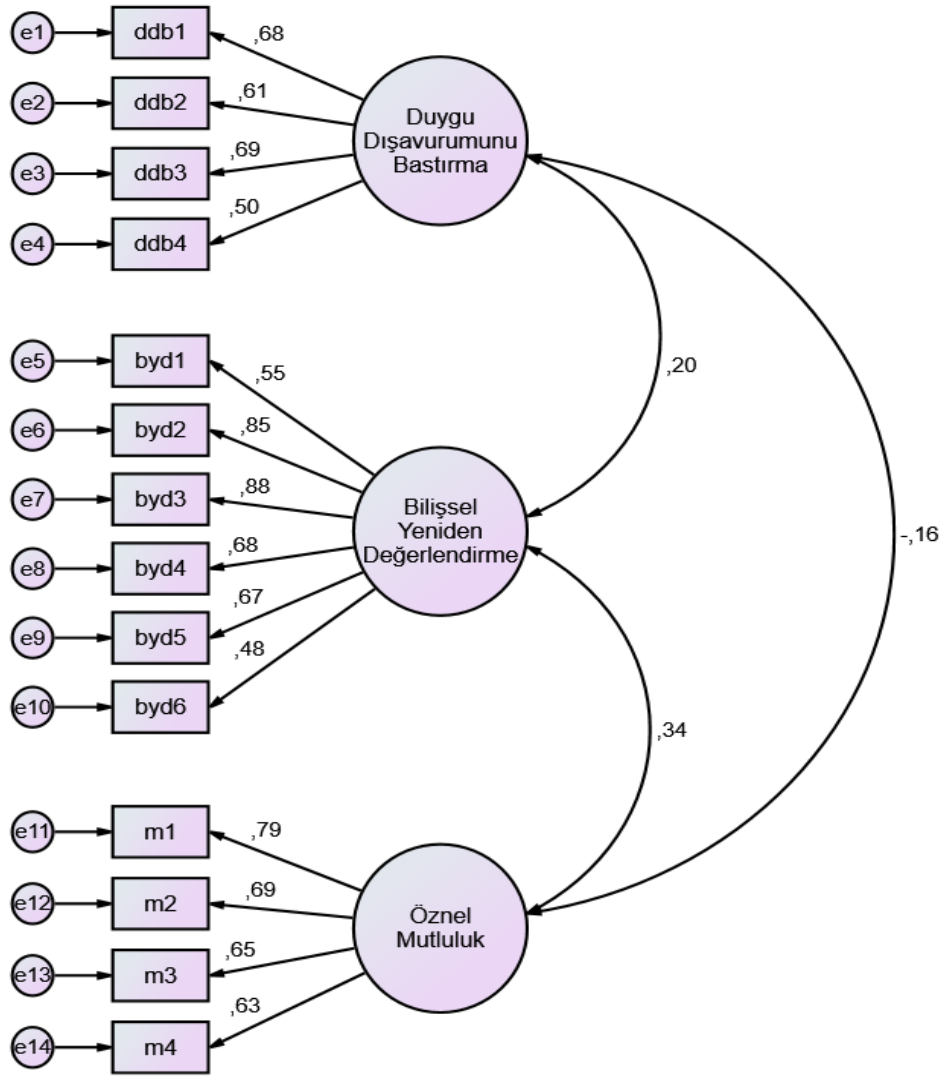 e1 ddb1 ,68
e2 ddb2 ,61
e3 ddb3 ,69
e4 ddb4 ,50
Duygu
Dışavurumunu
Bastırma
,20
-,16
e5 byd1 ,55
e6 byd2 ,85
e7 byd3 ,88
e8 byd4 ,68
e9 byd5 ,67
e10 byd6 ,48
Bilişsel
Yeniden
Değerlendirme
,34
e11 m1 ,79
e12 m2 ,69
e13 m3 ,65
e14 m4 ,63
Öznel
Mutluluk